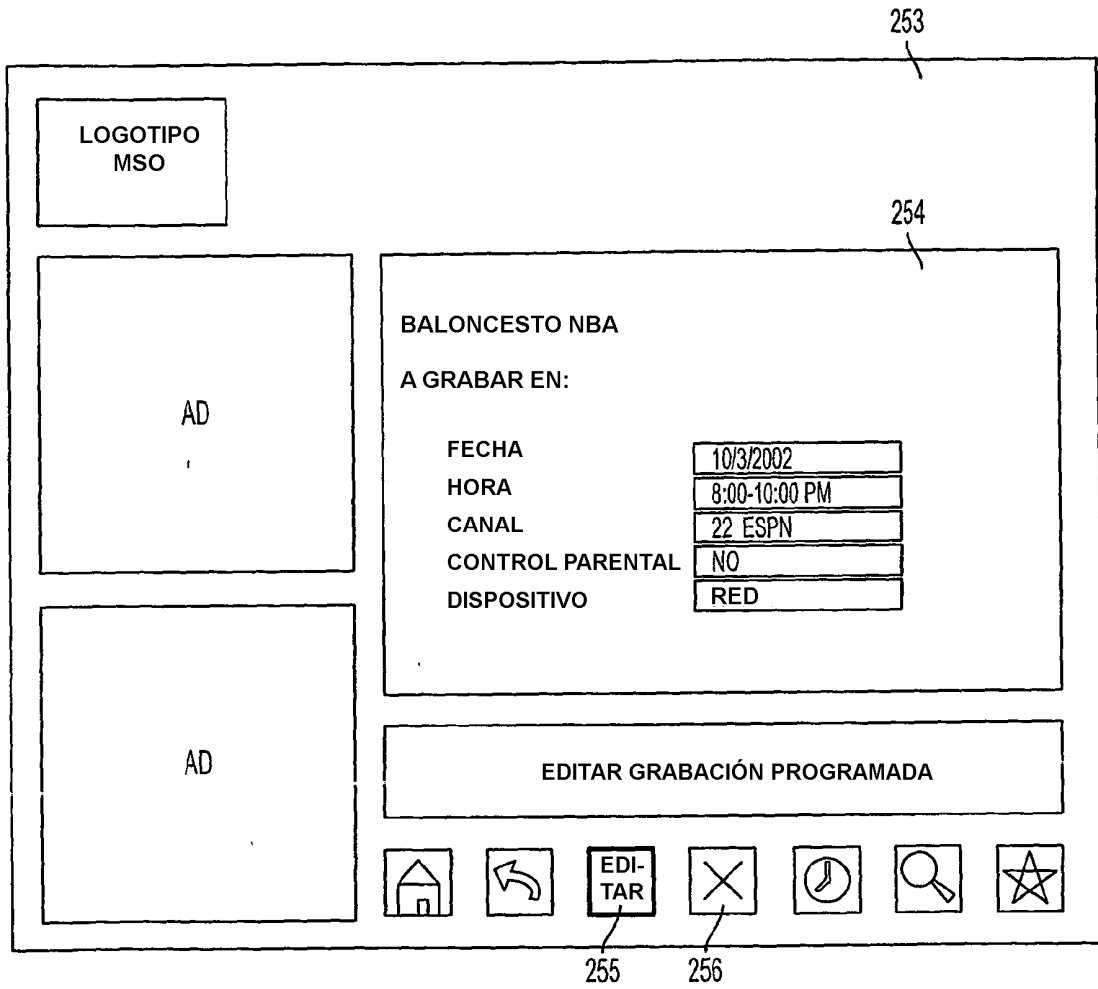 253
LOGOTIPO
MSO
254
BALONCESTO NBA
A GRABAR EN:
AD
FECHA 10/3/2002
HORA 8:00-10:00 PM
CANAL 22 ESPN
CONTROL PARENTAL NO
DISPOSITIVO RED
AD
EDITAR GRABACIÓN PROGRAMADA
EDI-
TAR
255 256